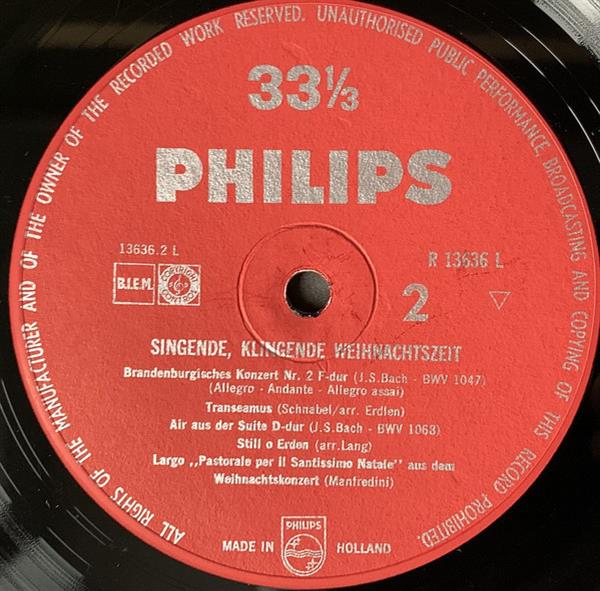 ALL RIGHTS OF THE MANUFACTURER AND OF THE OWNER OF THE RECORDED WORK RESERVED. UNAUTHORISED PUBLIC PERFORMANCE, BROADCASTING AND COPYING OF THIS RECORD PROHIBITED.
33⅓
PHILIPS
13636.2 L
R 13636 L
B.I.E.M.
COPYRIGHT CONTROL
2
SINGENDE, KLINGENDE WEIHNACHTSZEIT
Brandenburgisches Konzert Nr. 2 F-dur (J.S.Bach - BWV 1047)
(Allegro - Andante - Allegro assai)
Transeamus (Schnabel/arr. Erdlen)
Air aus der Suite D-dur (J.S.Bach - BWV 1063)
Still o Erden (arr.Lang)
Largo „Pastorale per il Santissimo Natale" aus dem
Weihnachtskonzert (Manfredini)
PHILIPS
MADE IN HOLLAND